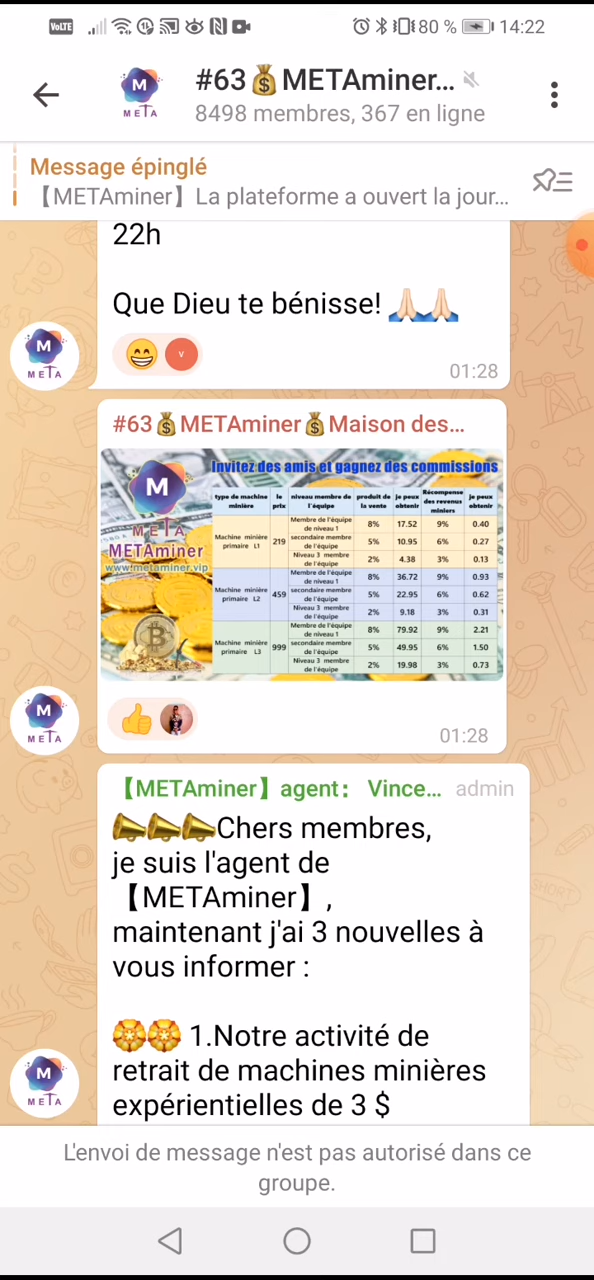 VoLTE
80 %
14:22
#63💰METAminer...
8498 membres, 367 en ligne
M
META
Message épinglé
【METAminer】La plateforme a ouvert la jour...
22h
Que Dieu te bénisse! 🙏🏻🙏🏻
M
META
😁 v
01:28
#63💰METAminer💰Maison des...
M
META
METAminer
www.metaminer.vip
Invitez des amis et gagnez des commissions
type de machine minière le prix niveau membre de l'équipe produit de la vente je peux obtenir Récompense des revenus miniers je peux obtenir
Machine minière primaire L1 219 Membre de l'équipe de niveau 1 8% 17.52 9% 0.40
secondaire membre de l'équipe 5% 10.95 6% 0.27
Niveau 3 membre de l'équipe 2% 4.38 3% 0.13
Machine minière primaire L2 459 Membre de l'équipe de niveau 1 8% 36.72 9% 0.93
secondaire membre de l'équipe 5% 22.95 6% 0.62
Niveau 3 membre de l'équipe 2% 9.18 3% 0.31
Machine minière primaire L3 999 Membre de l'équipe de niveau 1 8% 79.92 9% 2.21
secondaire membre de l'équipe 5% 49.95 6% 1.50
Niveau 3 membre de l'équipe 2% 19.98 3% 0.73
M
META
👍
01:28
【METAminer】agent： Vince... admin
📣📣📣Chers membres,
je suis l'agent de
【METAminer】,
maintenant j'ai 3 nouvelles à
vous informer :
🏵🏵 1.Notre activité de
retrait de machines minières
expérientielles de 3 $
M
META
L'envoi de message n'est pas autorisé dans ce
groupe.